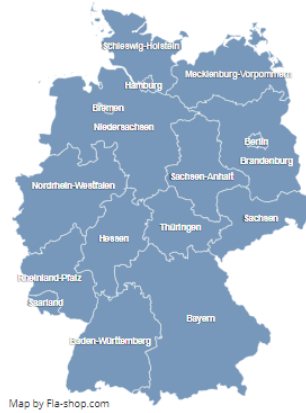 Schleswig-Holstein
Mecklenburg-Vorpommern
Hamburg
Bremen
Niedersachsen
Berlin
Brandenburg
Sachsen-Anhalt
Nordrhein-Westfalen
Sachsen
Thüringen
Hessen
Rheinland-Pfalz
Saarland
Bayern
Baden-Württemberg
Map by Fla-shop.com